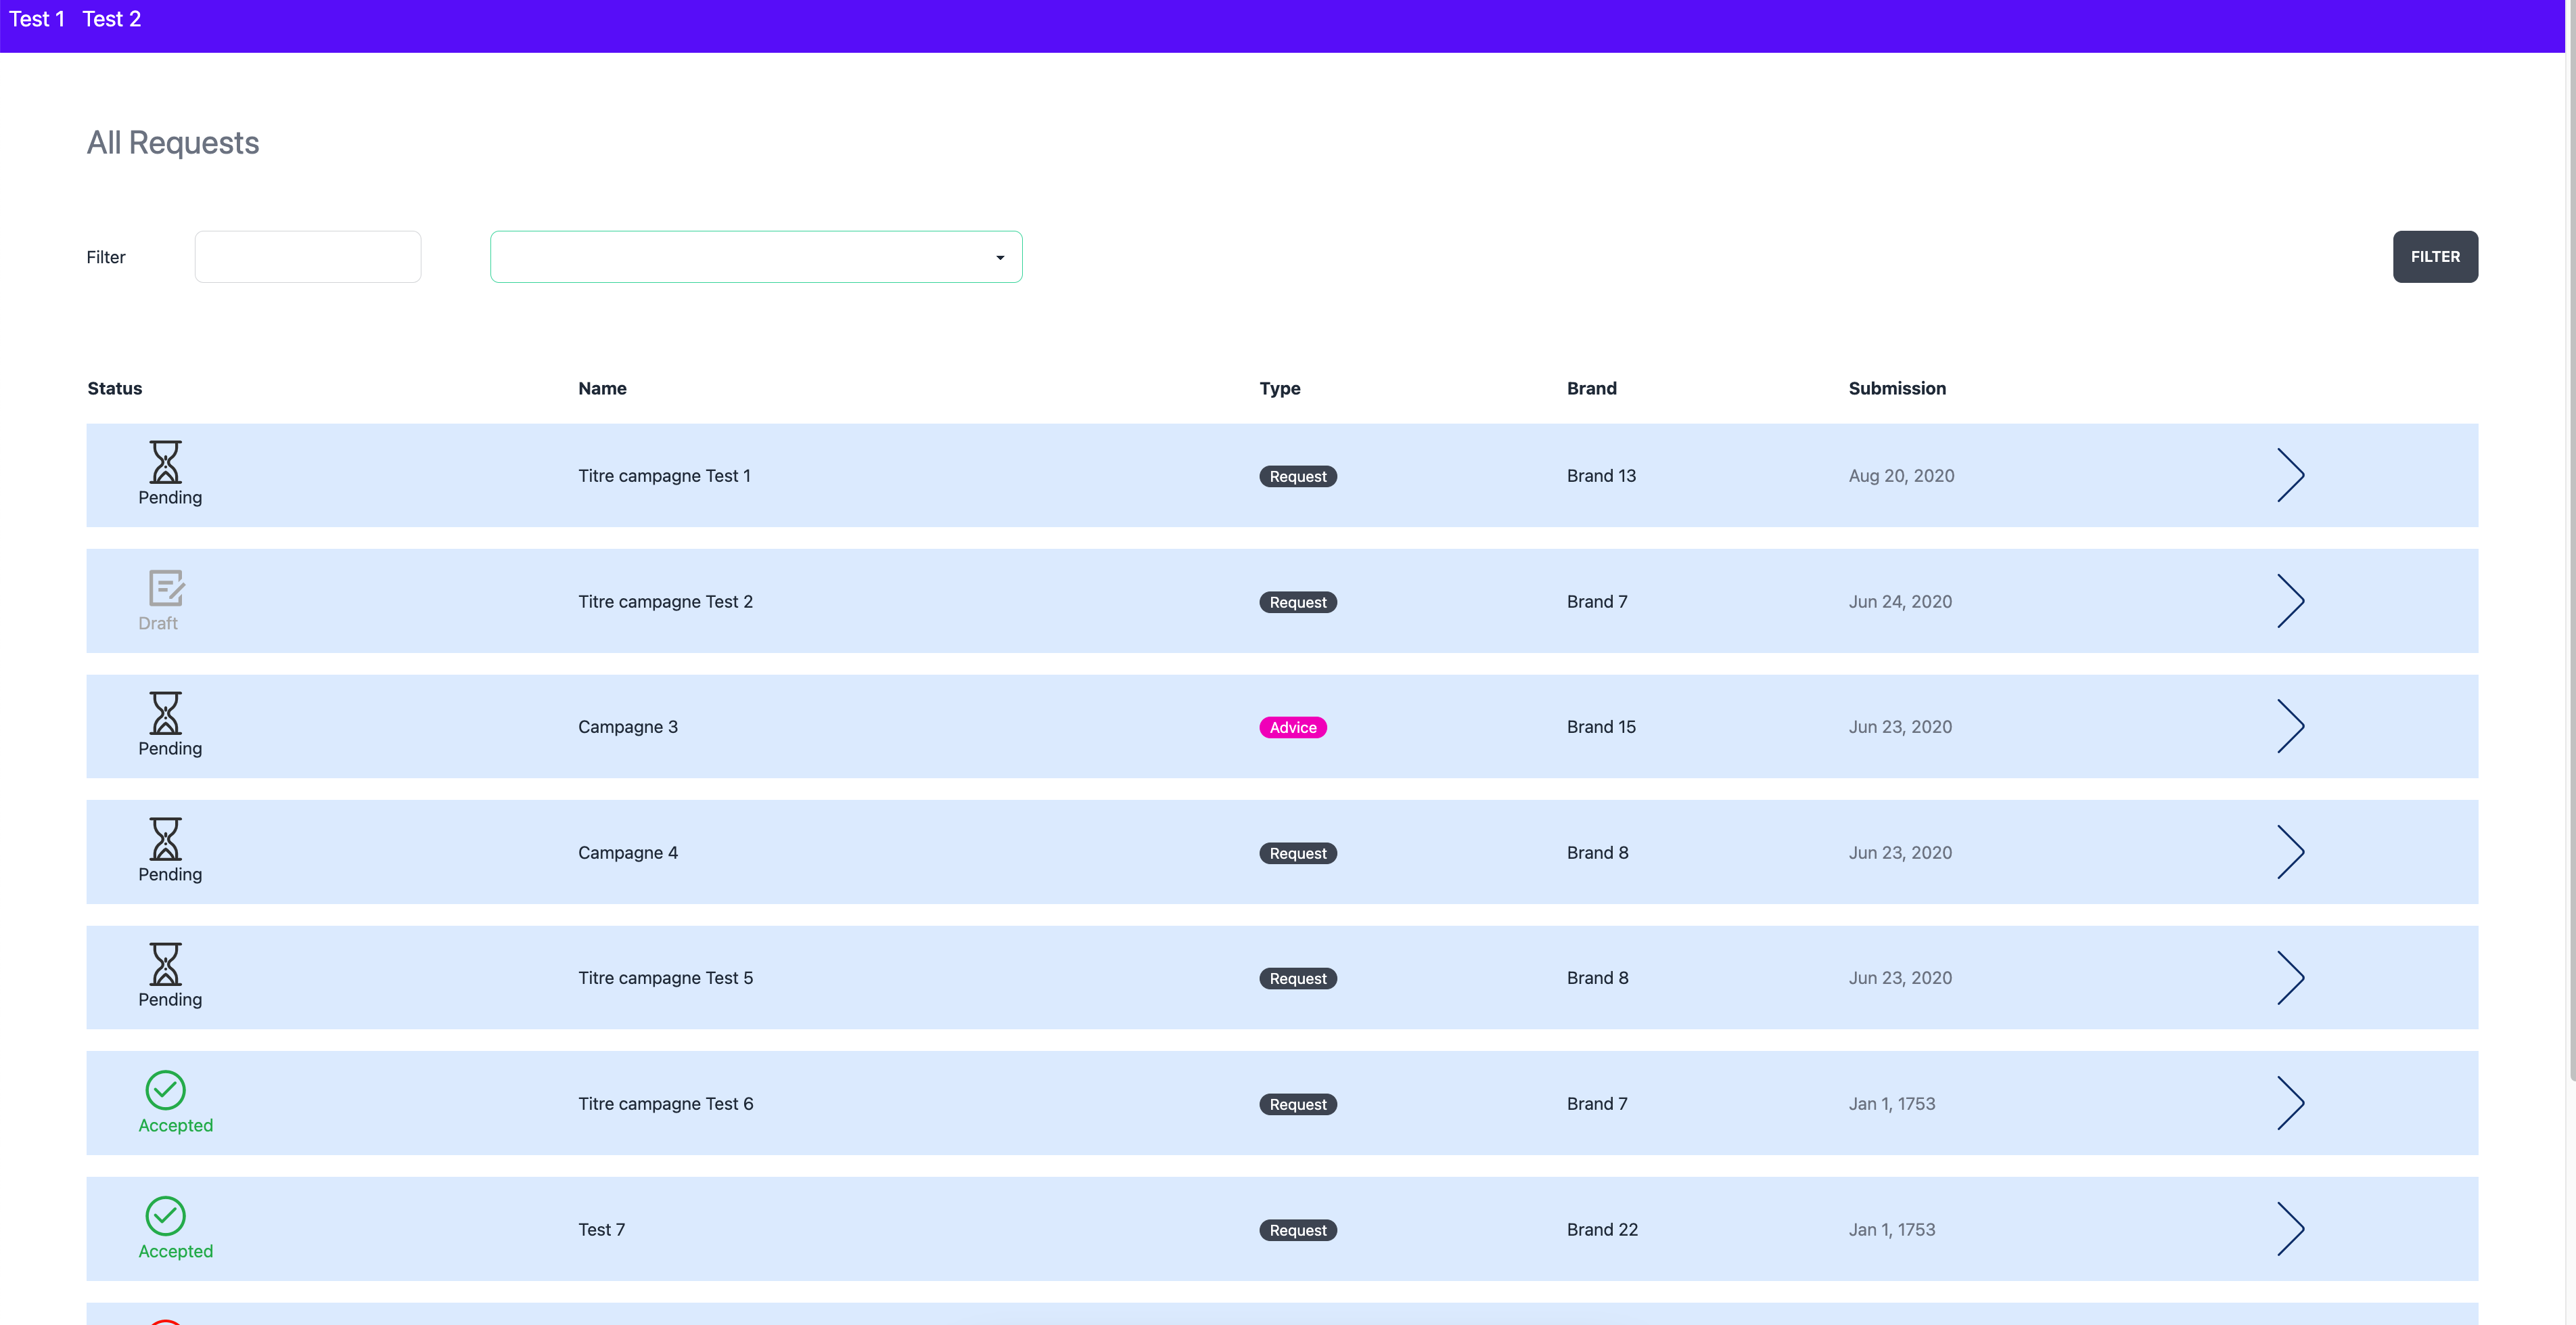 Test 1 Test 2
All Requests
Filter
FILTER
Status Name Type Brand Submission
Titre campagne Test 1 Request Brand 13 Aug 20, 2020
Pending
Titre campagne Test 2 Request Brand 7 Jun 24, 2020
Draft
Campagne 3 Advice Brand 15 Jun 23, 2020
Pending
Campagne 4 Request Brand 8 Jun 23, 2020
Pending
Titre campagne Test 5 Request Brand 8 Jun 23, 2020
Pending
Titre campagne Test 6 Request Brand 7 Jan 1, 1753
Accepted
Test 7 Request Brand 22 Jan 1, 1753
Accepted